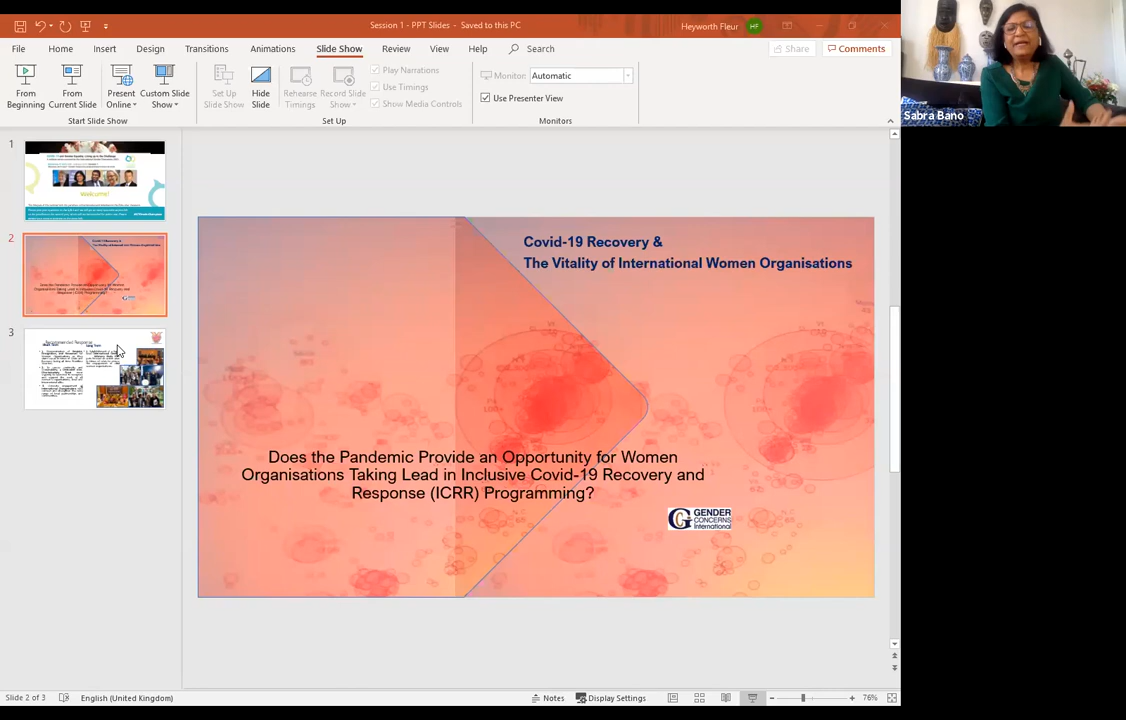 Session 1 - PPT Slides - Saved to this PC
Heyworth Fleur
HF
File Home Insert Design Transitions Animations Slide Show Review View Help Search
Share
Comments
From Beginning
From Current Slide
Present Online
Custom Slide Show
Set Up Slide Show
Hide Slide
Rehearse Timings
Record Slide Show
Play Narrations
Use Timings
Show Media Controls
Monitor: Automatic
Use Presenter View
Start Slide Show
Set Up
Monitors
Sabra Bano
1
Welcome!
2
3
Covid-19 Recovery &
The Vitality of International Women Organisations
Does the Pandemic Provide an Opportunity for Women
Organisations Taking Lead in Inclusive Covid-19 Recovery and
Response (ICRR) Programming?
GENDER
CONCERNS
International
Slide 2 of 3
English (United Kingdom)
Notes
Display Settings
76%